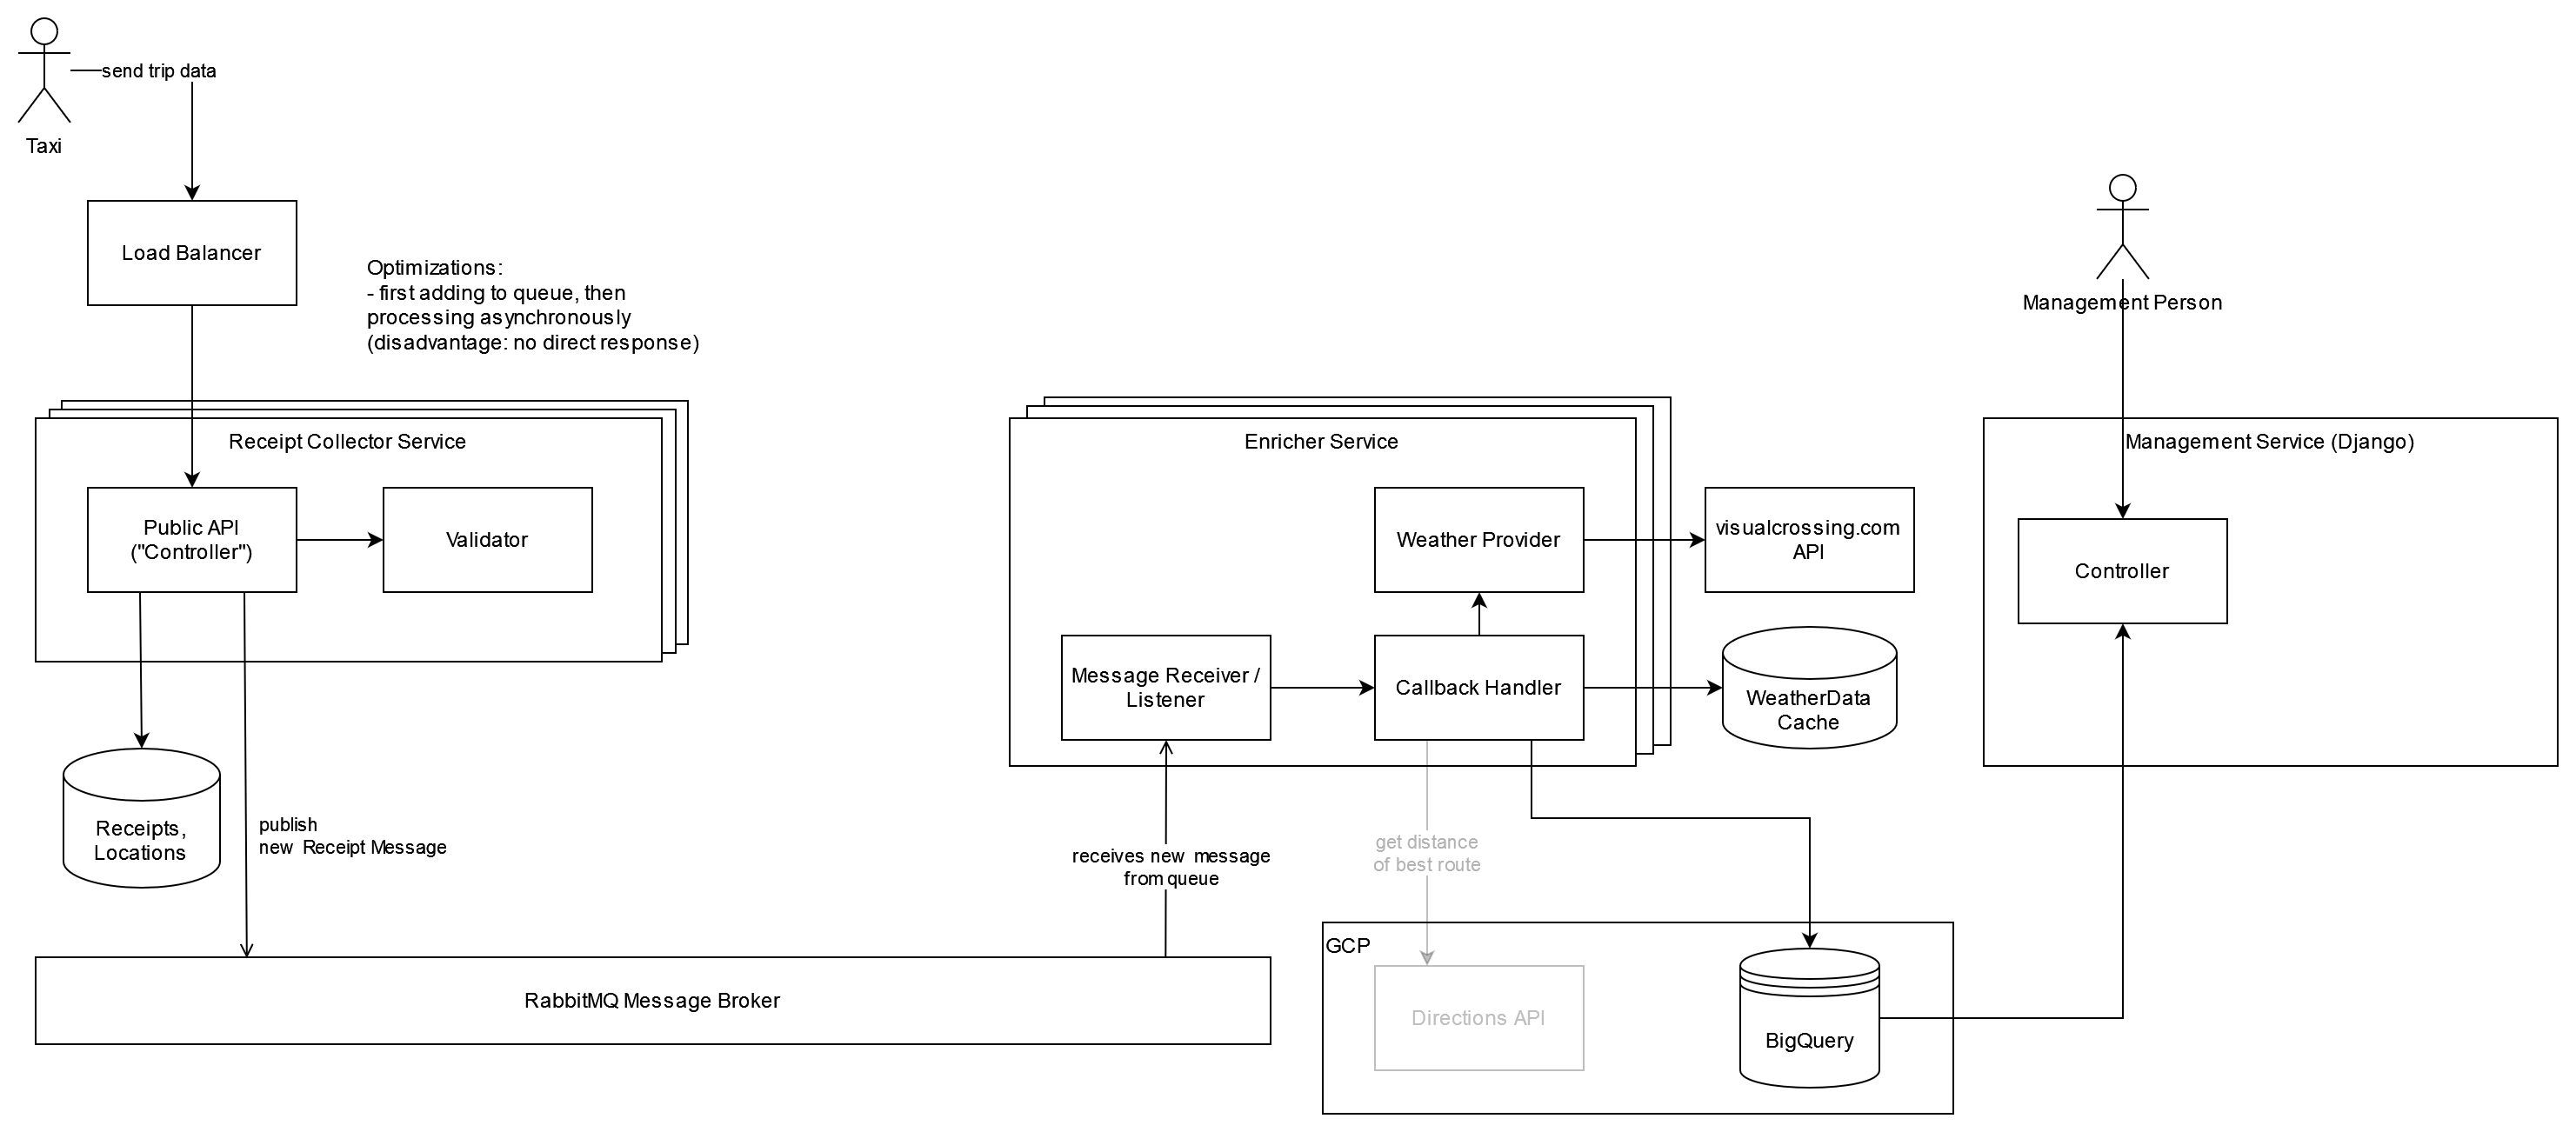 send trip data
Taxi
Load Balancer
Optimizations:
- first adding to queue, then
processing asynchronously
(disadvantage: no direct response)
Receipt Collector Service
Public API
("Controller")
Validator
Receipts,
Locations
publish
new Receipt Message
RabbitMQ Message Broker
receives new message
from queue
Enricher Service
Weather Provider
visualcrossing.com
API
Message Receiver /
Listener
Callback Handler
WeatherData
Cache
get distance
of best route
GCP
Directions API
BigQuery
Management Person
Management Service (Django)
Controller